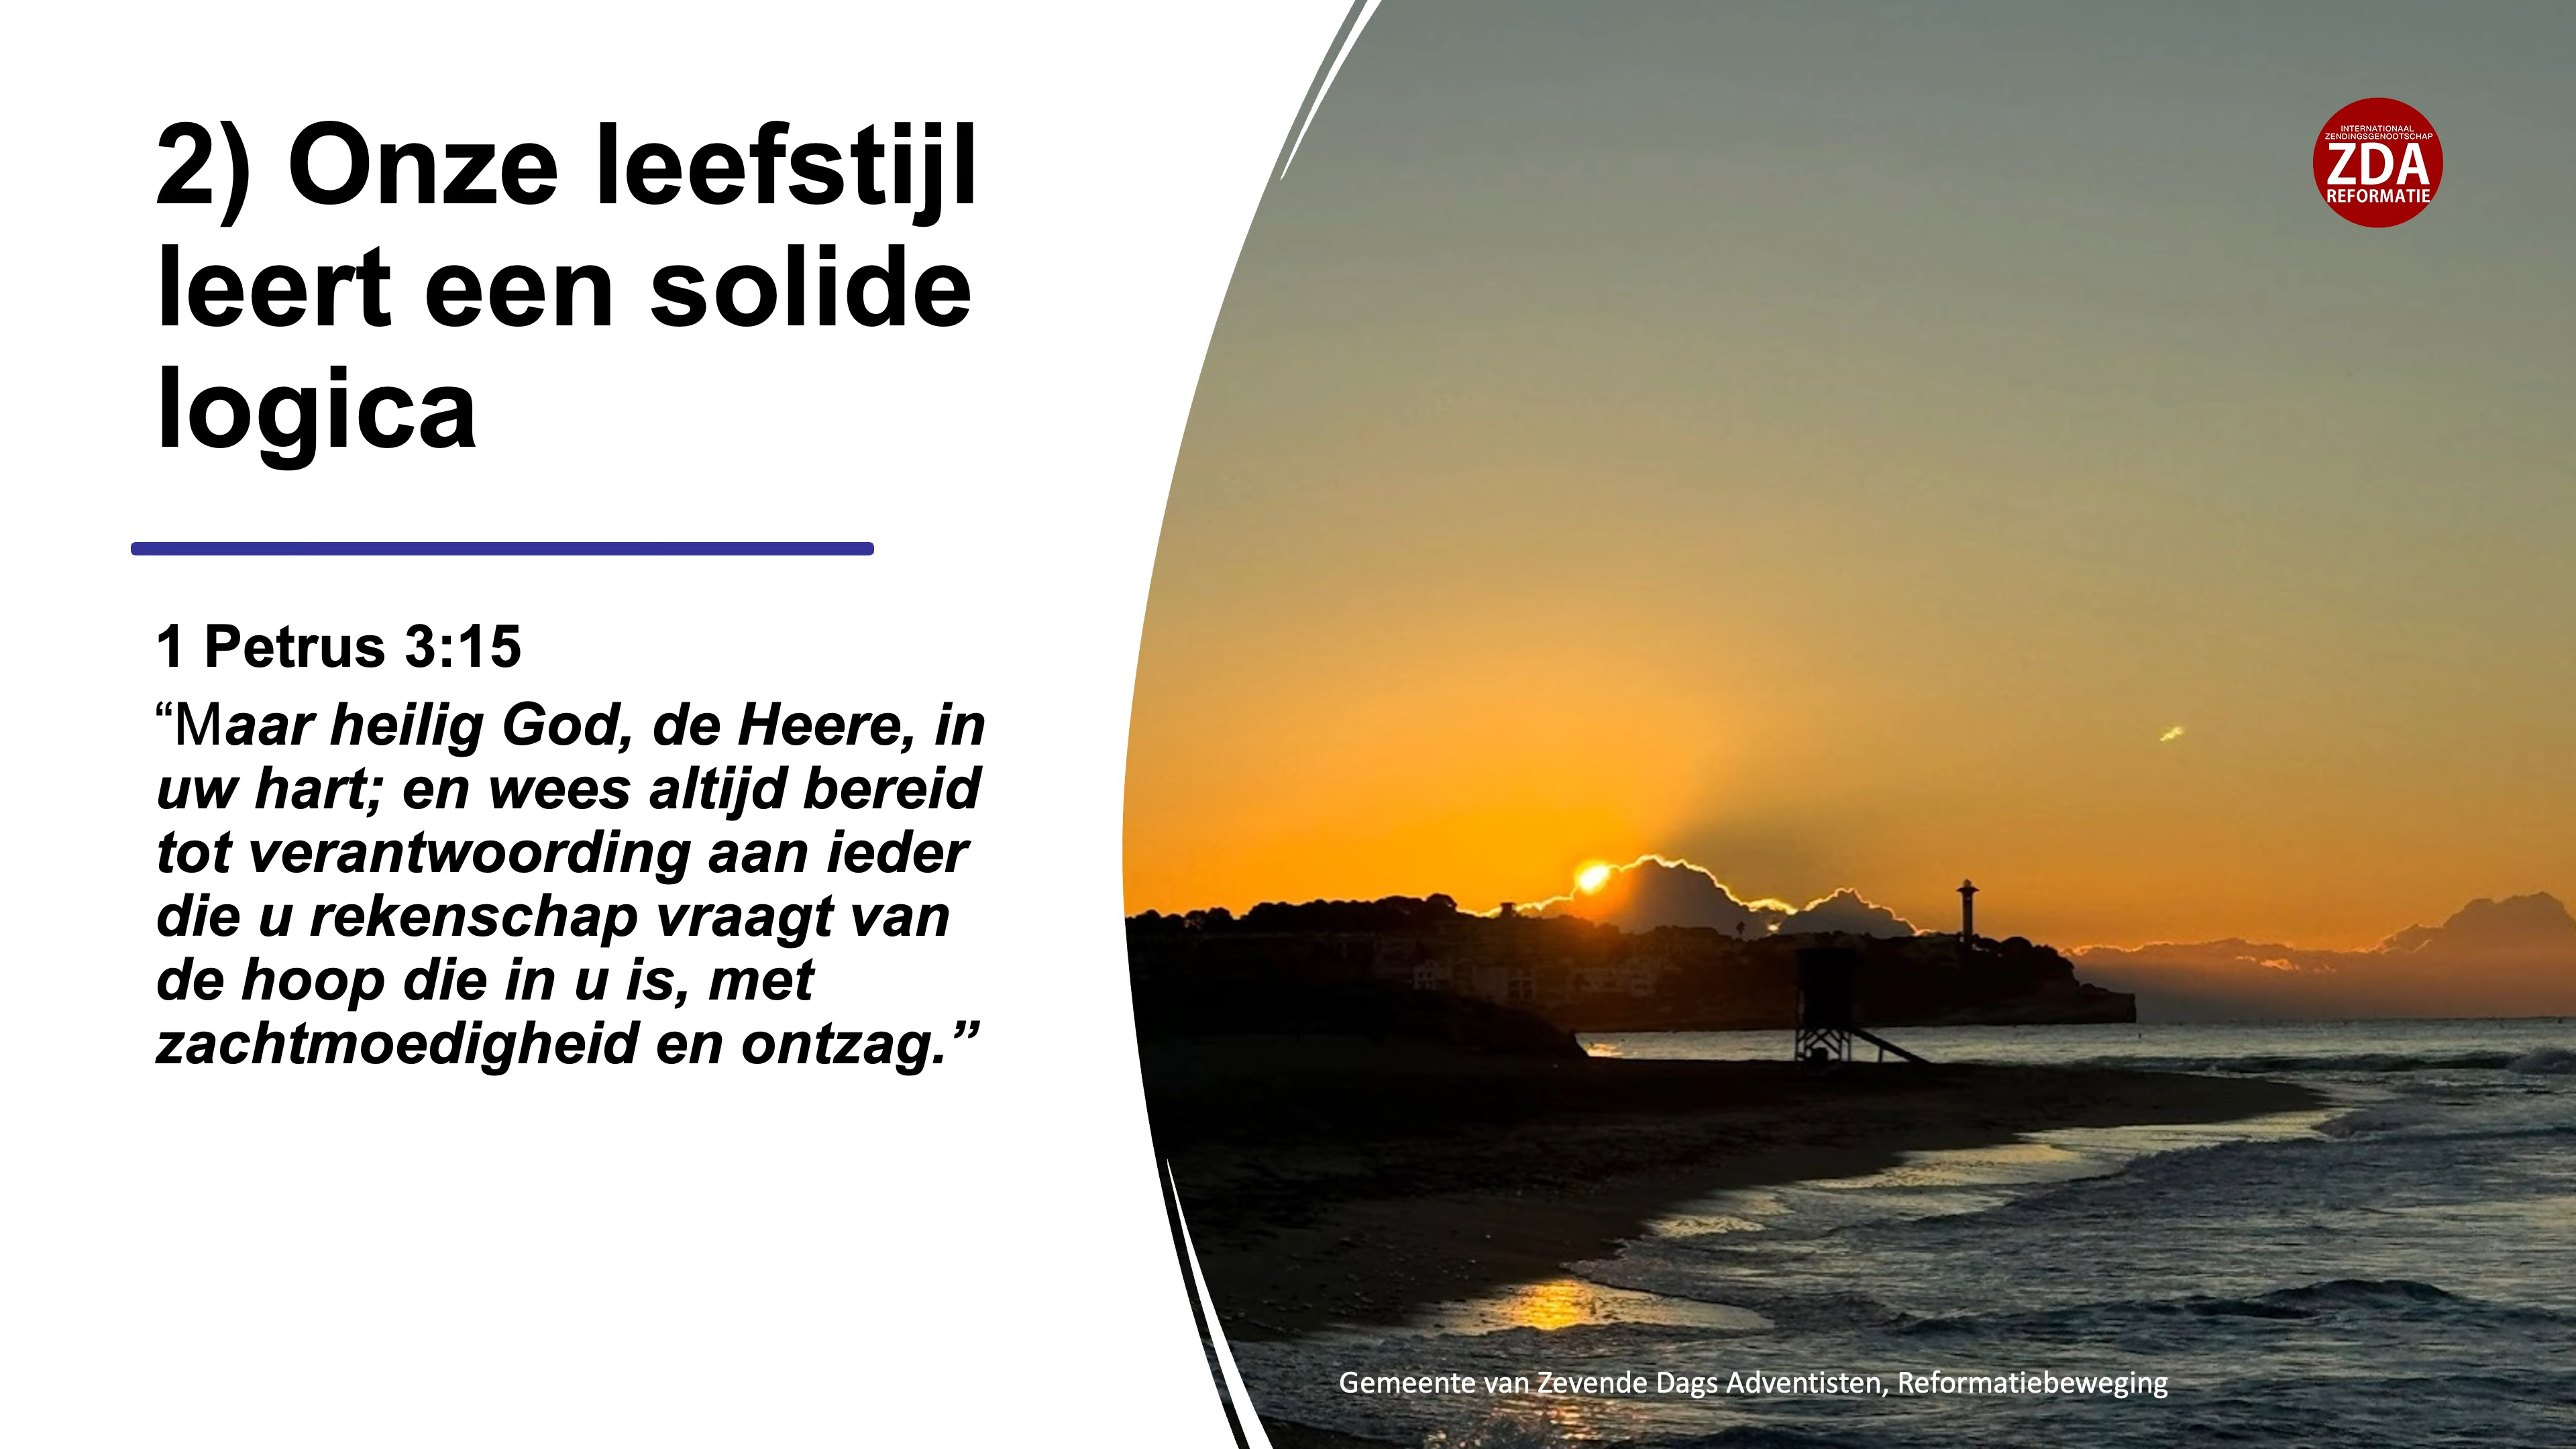 2) Onze leefstijl
leert een solide
logica
1 Petrus 3:15
“Maar heilig God, de Heere, in
uw hart; en wees altijd bereid
tot verantwoording aan ieder
die u rekenschap vraagt van
de hoop die in u is, met
zachtmoedigheid en ontzag.”
INTERNATIONAAL
ZENDINGSGENOOTSCHAP
ZDA
REFORMATIE
Gemeente van Zevende Dags Adventisten, Reformatiebeweging